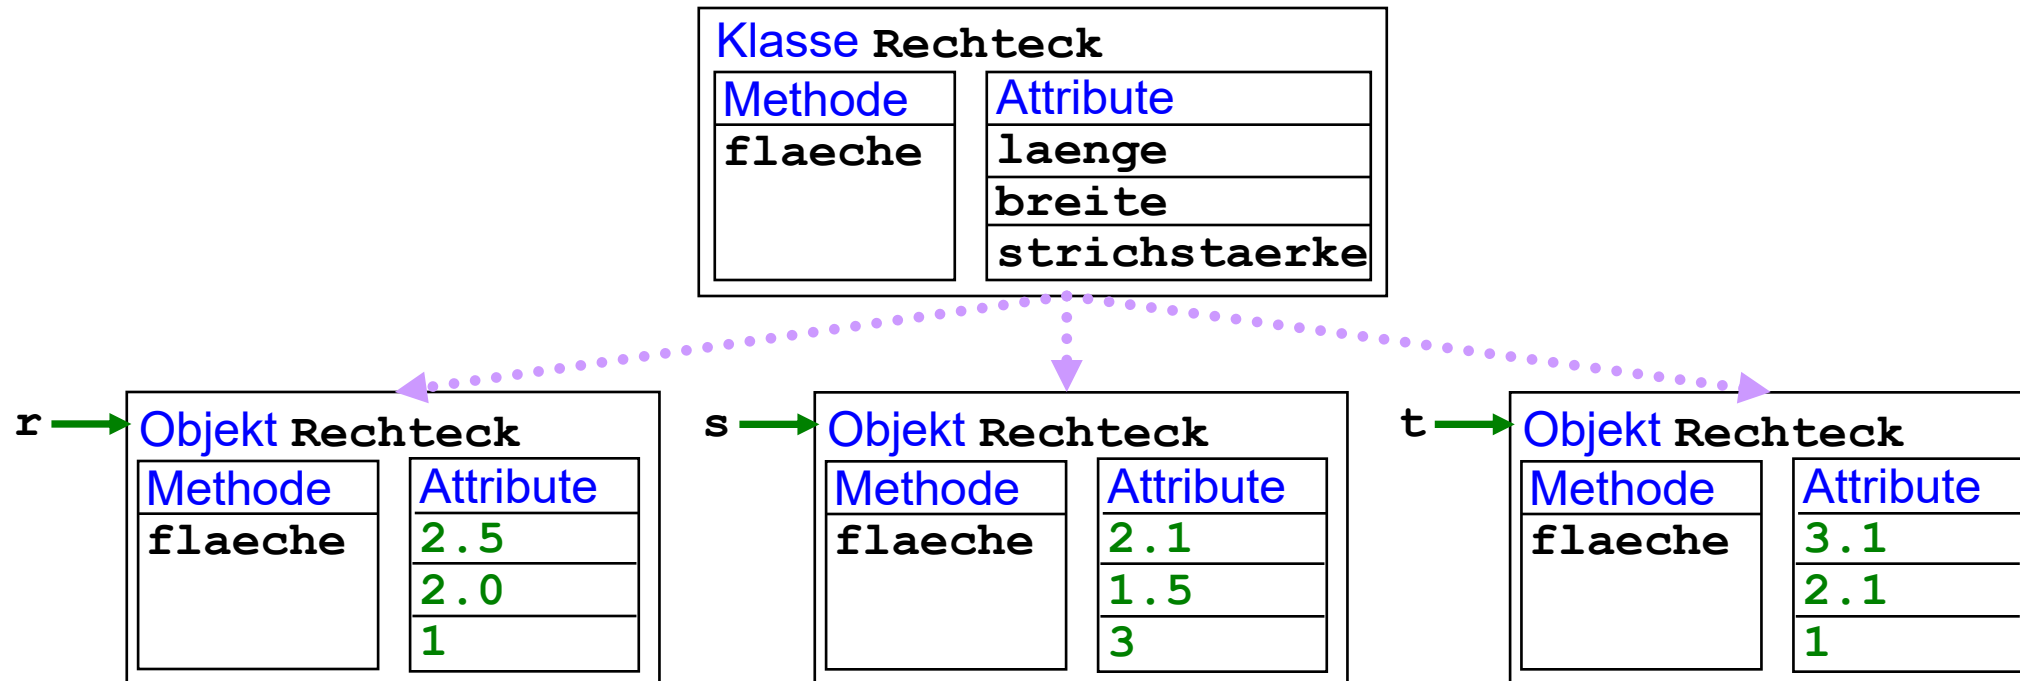 Klasse Rechteck
Methode
flaeche
Attribute
laenge
breite
strichstaerke
r
Objekt Rechteck
Methode
flaeche
Attribute
2.5
2.0
1
s
Objekt Rechteck
Methode
flaeche
Attribute
2.1
1.5
3
t
Objekt Rechteck
Methode
flaeche
Attribute
3.1
2.1
1